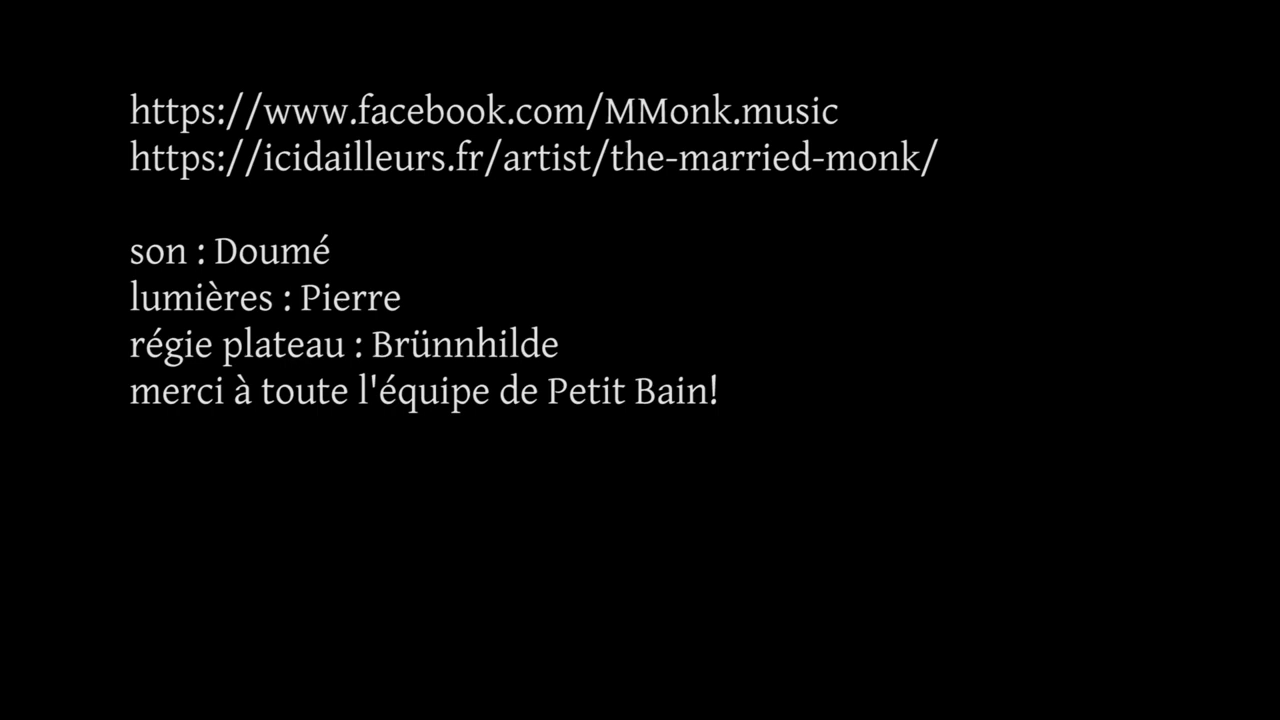 https://www.facebook.com/MMonk.music
https://icidailleurs.fr/artist/the-married-monk/
son : Doumé
lumières : Pierre
régie plateau : Brünnhilde
merci à toute l'équipe de Petit Bain!